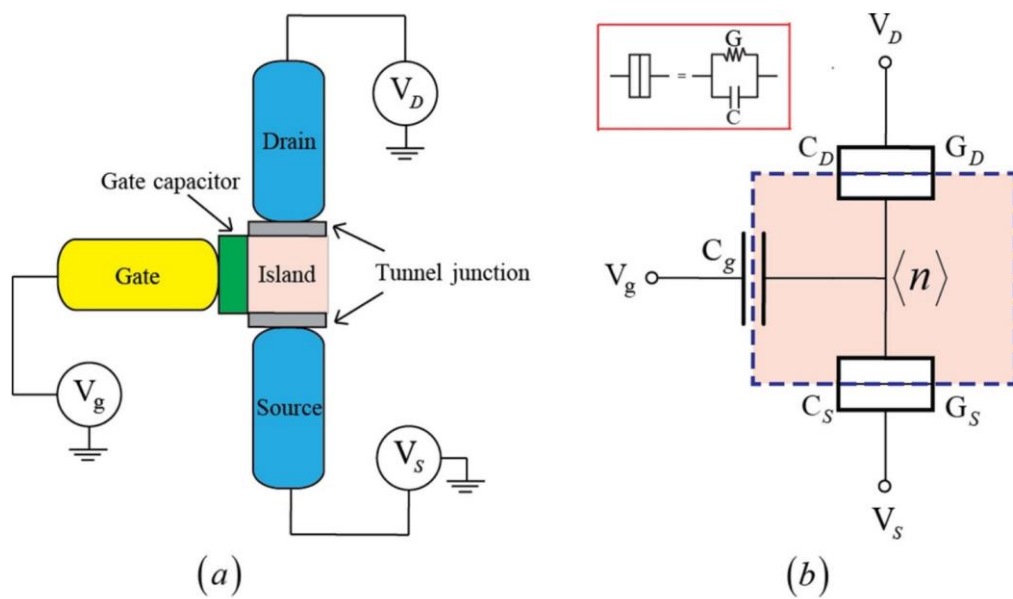 V_D
Drain
Gate capacitor
Gate
Island
Tunnel junction
V_g
Source
V_S
(a)
G
=
C
V_D
C_D
G_D
C_g
V_g
⟨n⟩
C_S
G_S
V_S
(b)